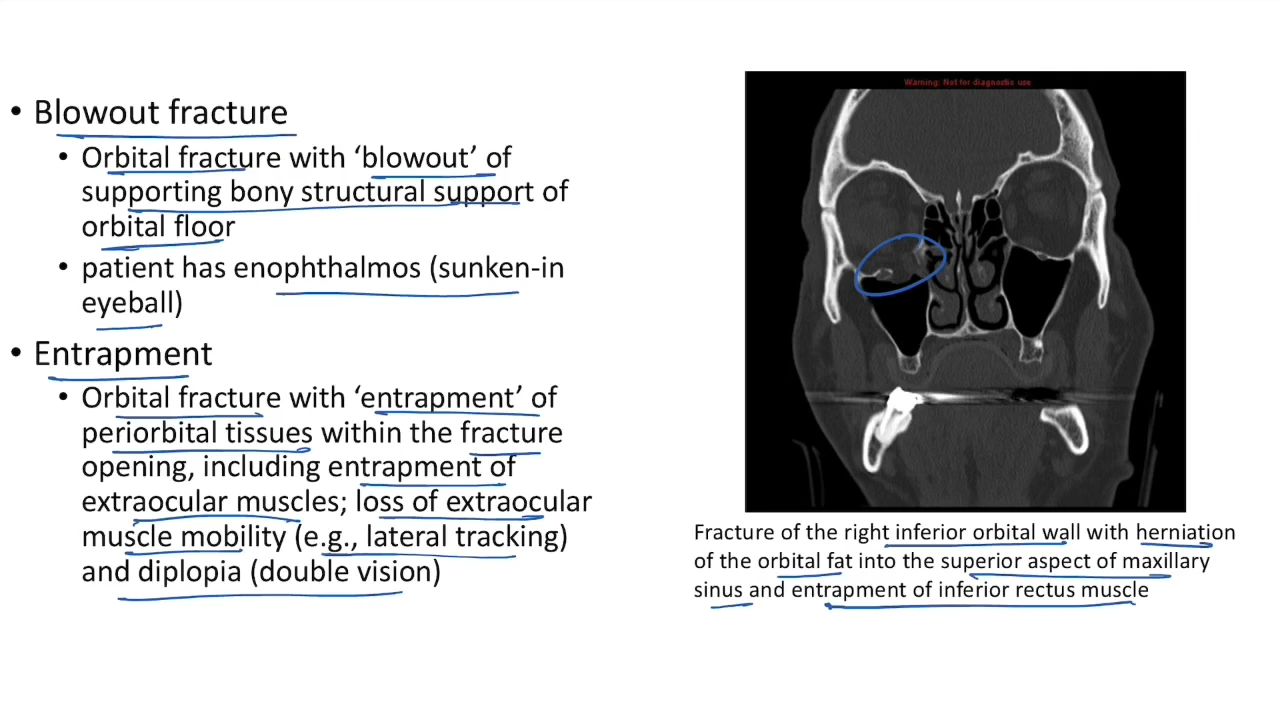 • Blowout fracture
• Orbital fracture with ‘blowout’ of
supporting bony structural support of
orbital floor
• patient has enophthalmos (sunken-in
eyeball)
• Entrapment
• Orbital fracture with ‘entrapment’ of
periorbital tissues within the fracture
opening, including entrapment of
extraocular muscles; loss of extraocular
muscle mobility (e.g., lateral tracking)
and diplopia (double vision)
Warning: Not for diagnostic use
Fracture of the right inferior orbital wall with herniation
of the orbital fat into the superior aspect of maxillary
sinus and entrapment of inferior rectus muscle